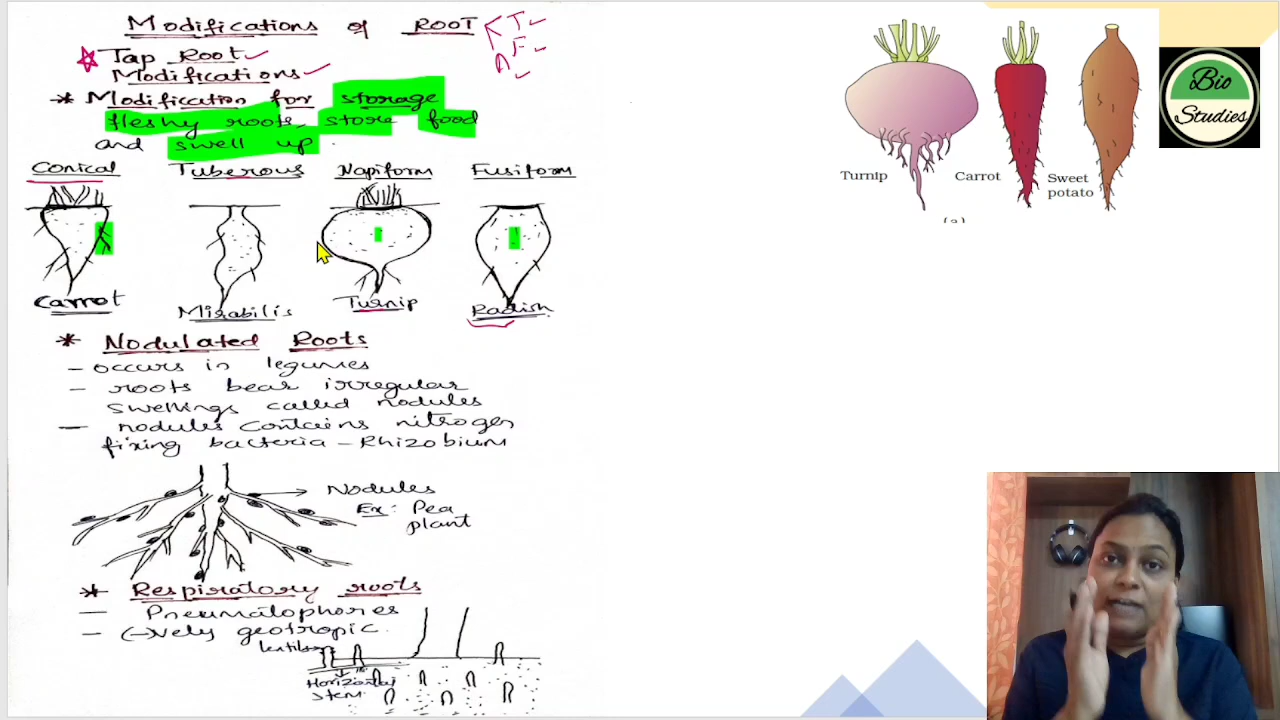 Modifications of ROOT
T
F
A
Tap Root
Modifications
* Modification for storage
fleshy roots, store food
and swell up.
Conical Tuberous Napiform Fusiform
Carrot Mirabilis Turnip Radish
* Nodulated Roots
- occurs in legumes
- roots bear irregular
swellings called nodules
- nodules contains nitrogen
fixing bacteria - Rhizobium
Nodules
Ex: Pea
plant
* Respiratory roots
- Pneumatophores
- (-)vely geotropic.
Horizontal
stem
Turnip Carrot Sweet
potato
(a)
Bio
Studies